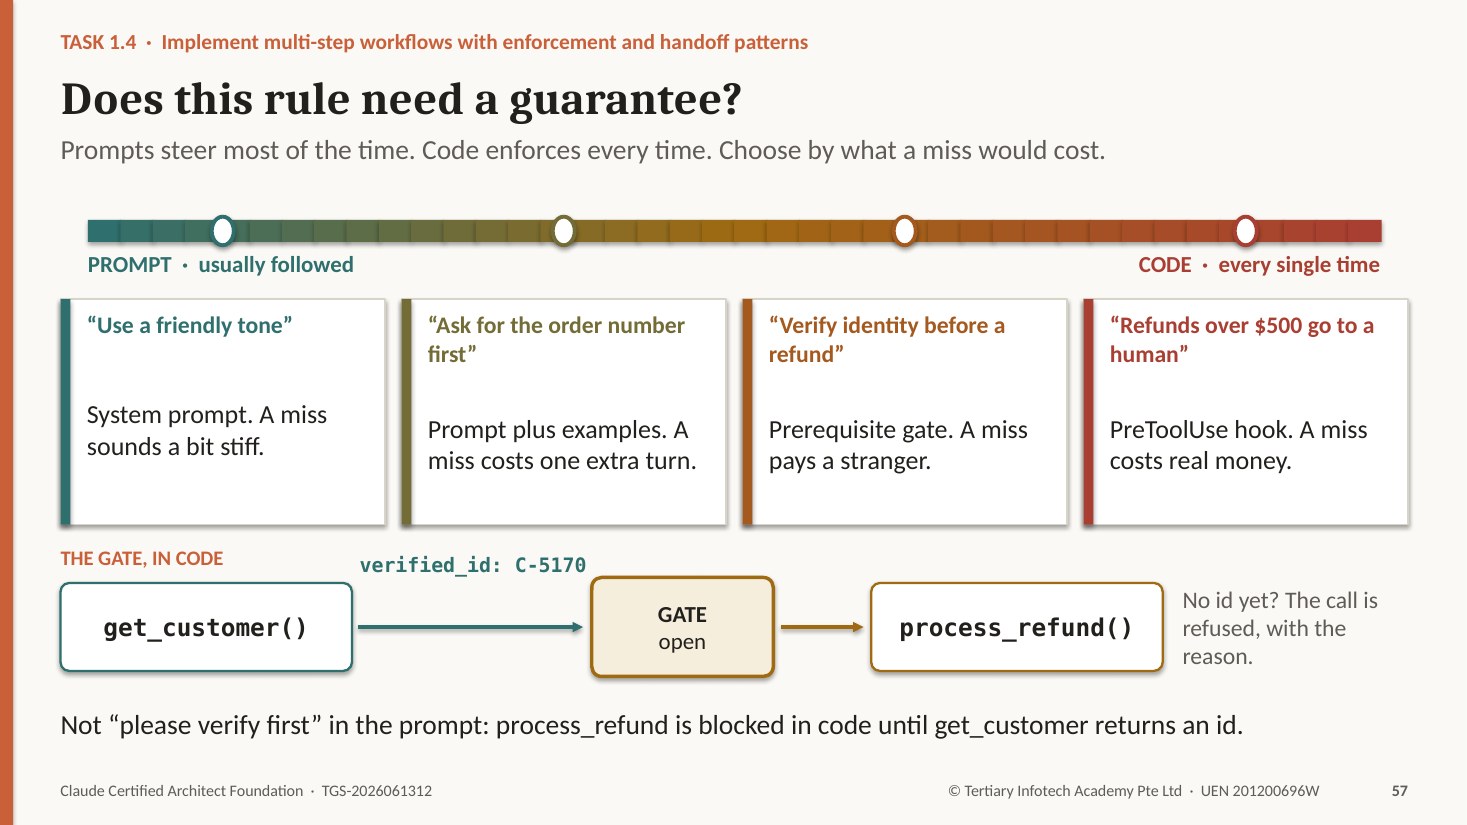 TASK 1.4 · Implement multi-step workflows with enforcement and handoff patterns
Does this rule need a guarantee?
Prompts steer most of the time. Code enforces every time. Choose by what a miss would cost.
PROMPT · usually followed
CODE · every single time
“Use a friendly tone”
System prompt. A miss
sounds a bit stiff.
“Ask for the order number
first”
Prompt plus examples. A
miss costs one extra turn.
“Verify identity before a
refund”
Prerequisite gate. A miss
pays a stranger.
“Refunds over $500 go to a
human”
PreToolUse hook. A miss
costs real money.
THE GATE, IN CODE
get_customer()
verified_id: C-5170
GATE
open
process_refund()
No id yet? The call is
refused, with the
reason.
Not “please verify first” in the prompt: process_refund is blocked in code until get_customer returns an id.
Claude Certified Architect Foundation · TGS-2026061312
© Tertiary Infotech Academy Pte Ltd · UEN 201200696W
57